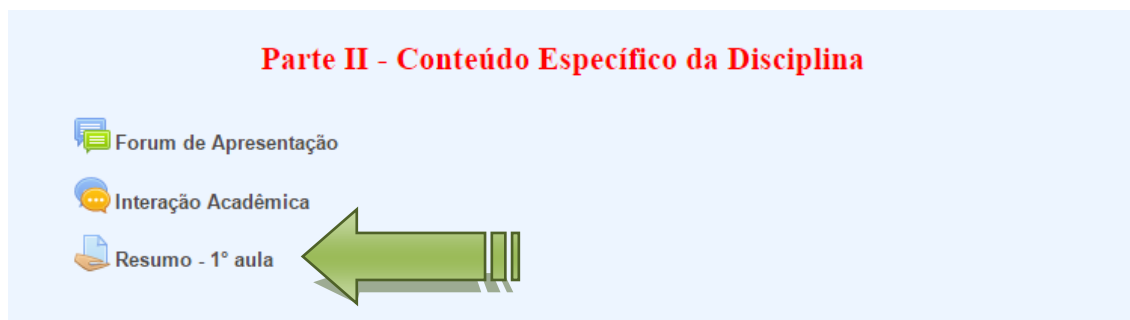 Parte II - Conteúdo Específico da Disciplina
Forum de Apresentação
Interação Acadêmica
Resumo - 1° aula